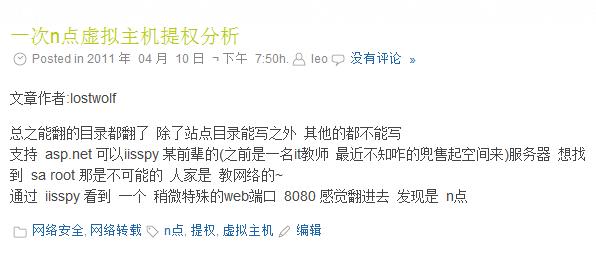 一次n点虚拟主机提权分析
Posted in 2011 年 04 月 10 日 ¬ 下午 7:50h. leo 没有评论 »
文章作者:lostwolf
总之能翻的目录都翻了 除了站点目录能写之外 其他的都不能写
支持 asp.net 可以iisspy 某前辈的(之前是一名it教师 最近不知咋的兜售起空间来)服务器 想找
到 sa root 那是不可能的 人家是 教网络的~
通过 iisspy 看到 一个 稍微特殊的web端口 8080 感觉翻进去 发现是 n点
网络安全, 网络转载 n点, 提权, 虚拟主机 编辑